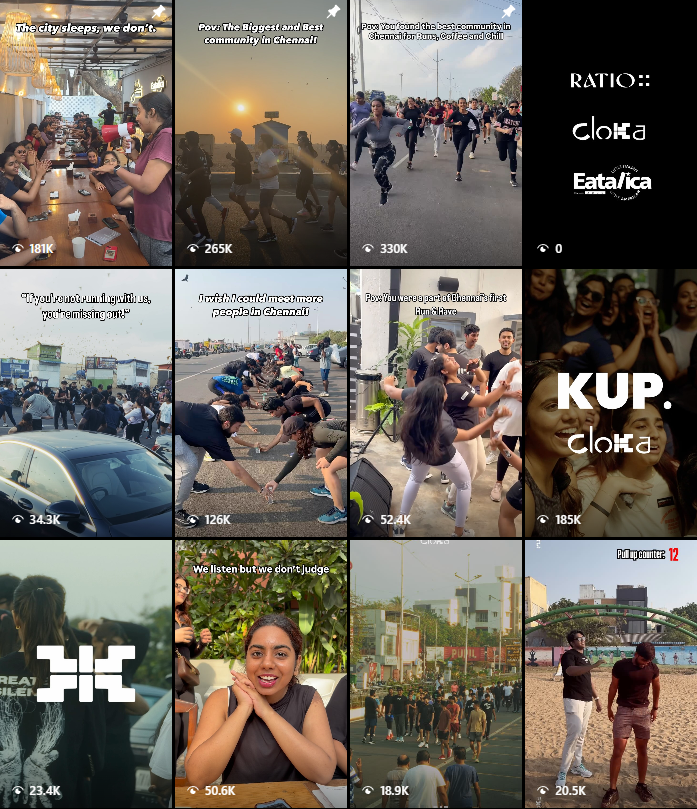 The city sleeps, we don't.
181K
Pov: The Biggest and Best
community in Chennai!
265K
Pov: You found the best community in
Chennai for Runs, Coffee and Chill
330K
RATIO
cloKa
Eatalica
0
"If you're not running with us,
you're missing out!"
34.3K
I wish I could meet more
people in Chennai!
126K
Pov: You were a part of Chennai's first
Run & Rave
52.4K
KUP.
cloKa
185K
23.4K
We listen but we don't judge
50.6K
18.9K
Pull up counter: 12
20.5K